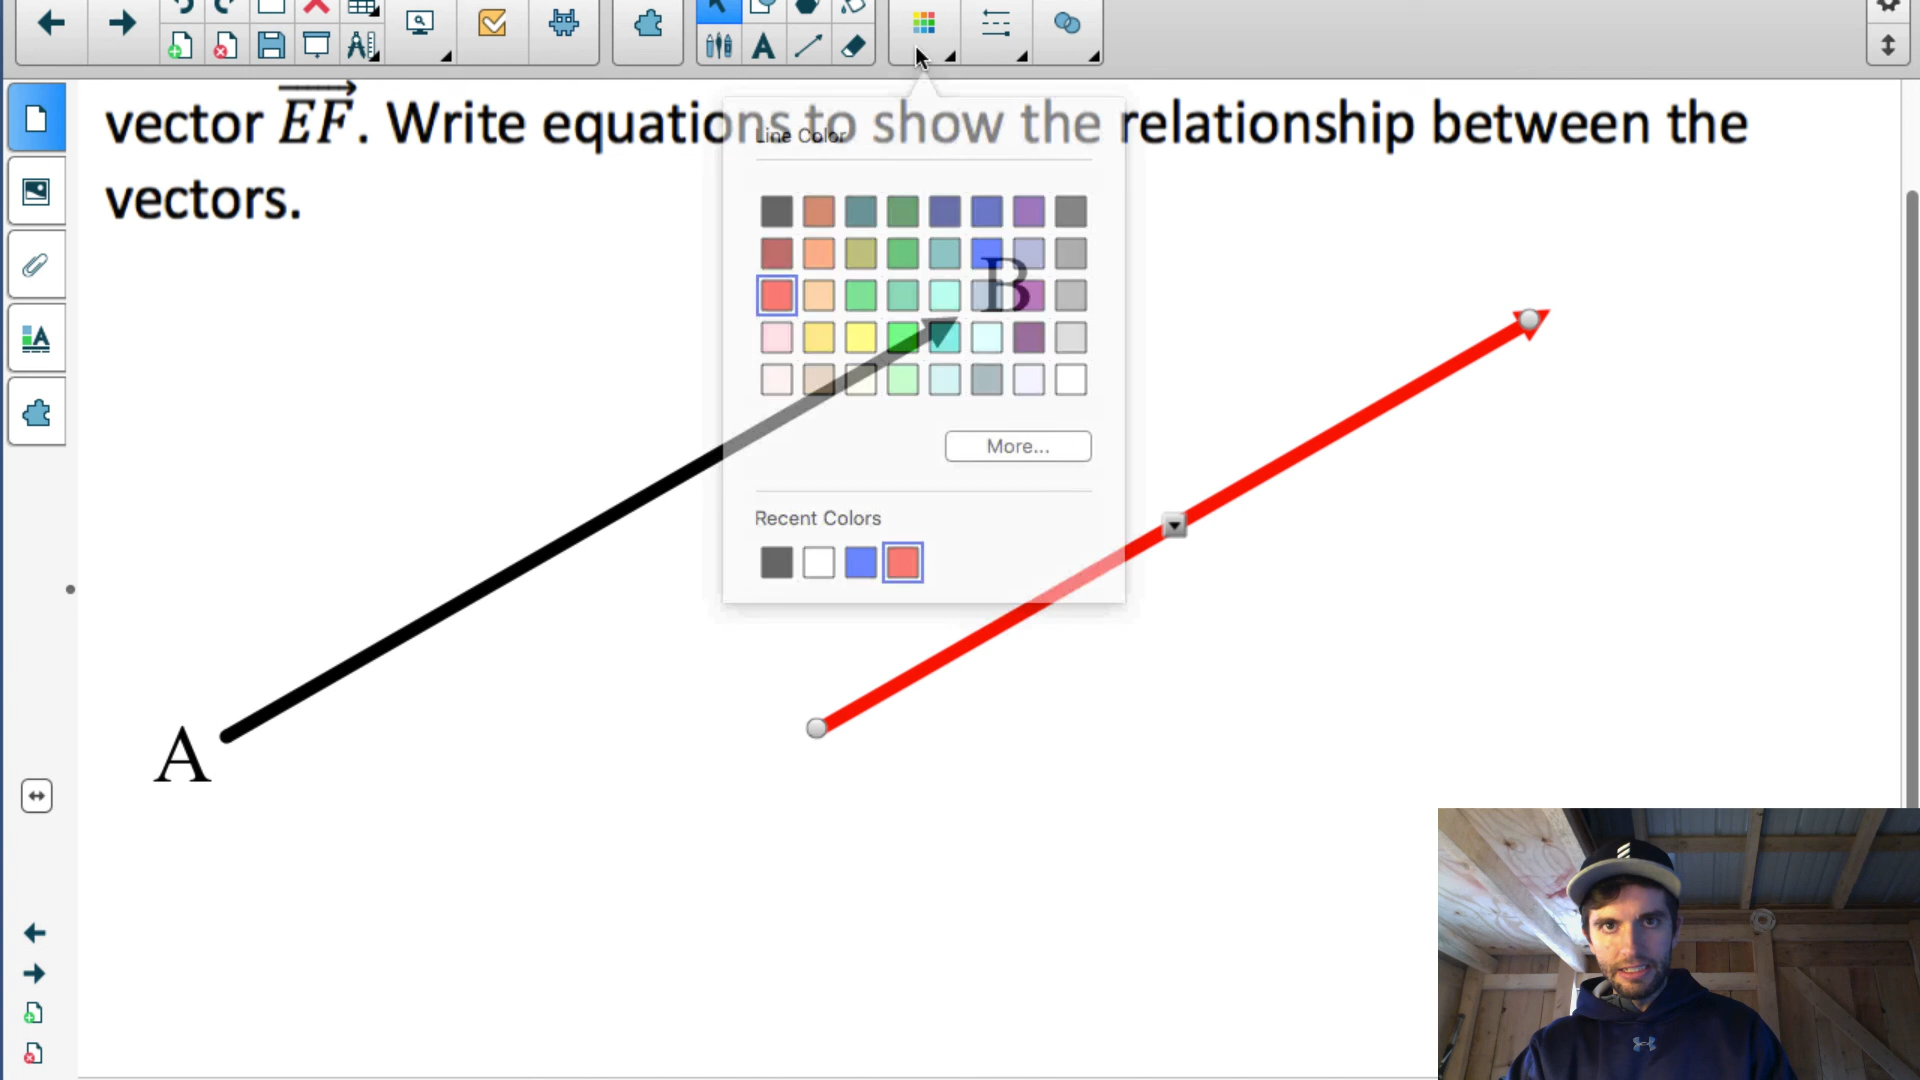 vector EF. Write equations to show the relationship between the
vectors.
Line Color
B
More...
Recent Colors
A